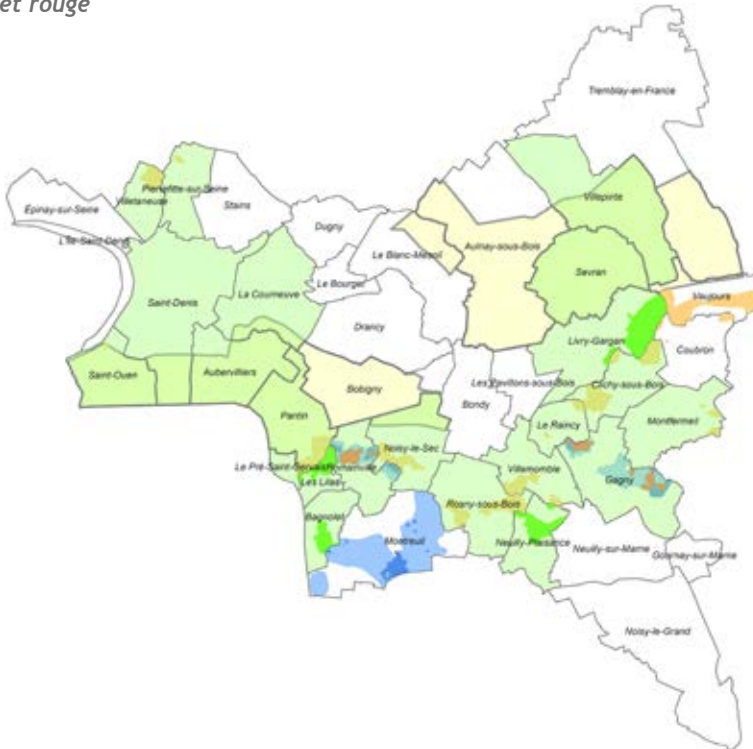 et rouge
Tremblay-en-France
Pierrefitte-sur-Seine
Villetaneuse
Épinay-sur-Seine
Stains
Villepinte
Dugny
L'Île-Saint-Denis
Le Blanc-Mesnil
Aulnay-sous-Bois
Sevran
Le Bourget
La Courneuve
Saint-Denis
Vaujours
Drancy
Livry-Gargan
Coubron
Saint-Ouen
Aubervilliers
Bobigny
Les Pavillons-sous-Bois
Clichy-sous-Bois
Bondy
Pantin
Le Raincy
Montfermeil
Noisy-le-Sec
Le Pré-Saint-Gervais
Romainville
Villemomble
Gagny
Les Lilas
Rosny-sous-Bois
Bagnolet
Montreuil
Neuilly-Plaisance
Neuilly-sur-Marne
Gournay-sur-Marne
Noisy-le-Grand